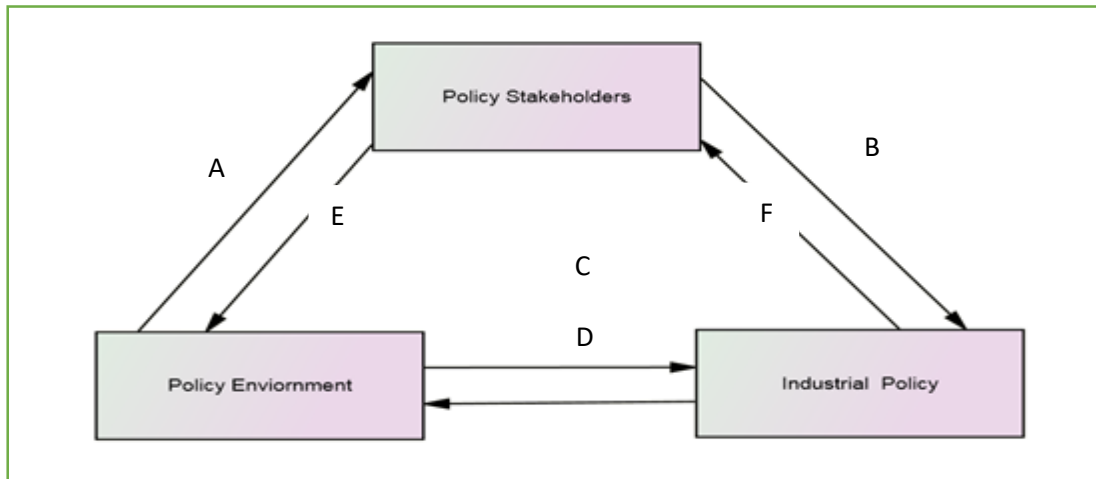 Policy Stakeholders
A
B
E
F
C
D
Policy Enviornment
Industrial Policy